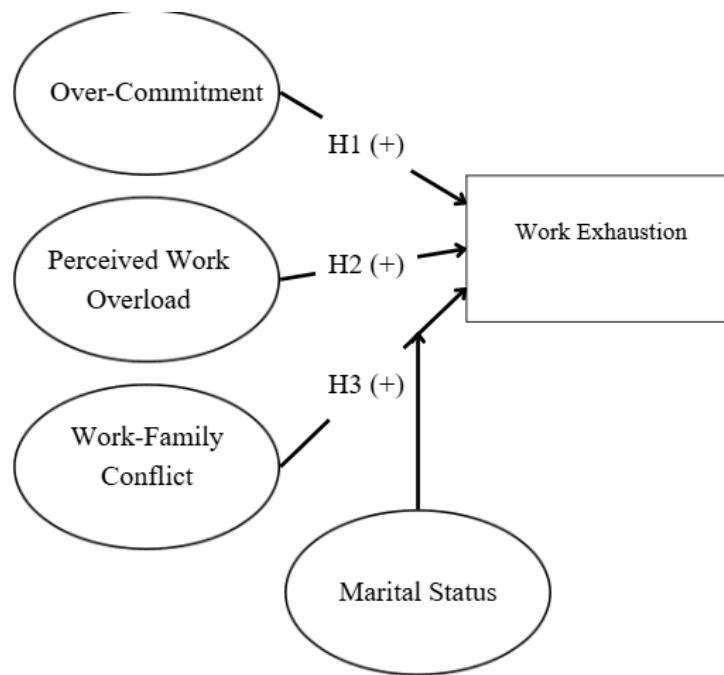 Over-Commitment
H1 (+)
Work Exhaustion
Perceived Work
Overload
H2 (+)
H3 (+)
Work-Family
Conflict
Marital Status